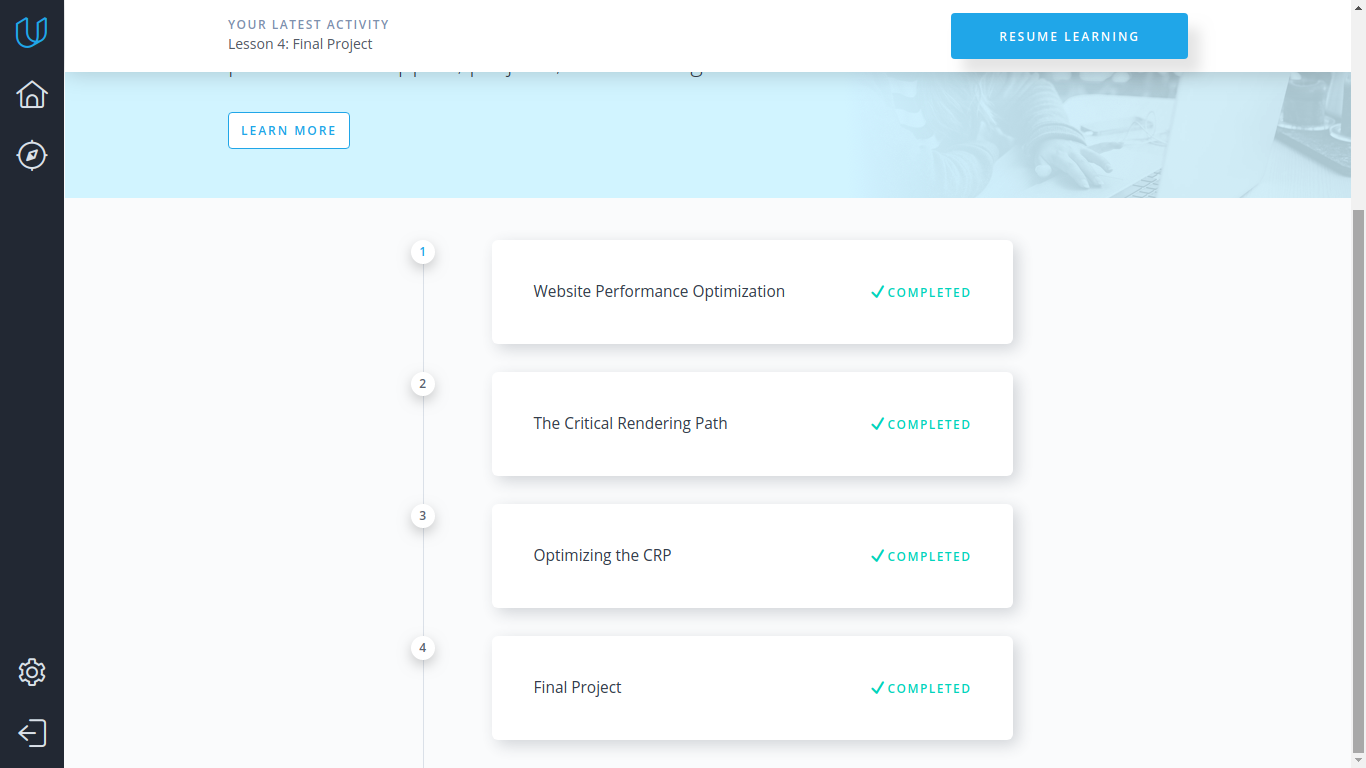 YOUR LATEST ACTIVITY
Lesson 4: Final Project
RESUME LEARNING
LEARN MORE
1
Website Performance Optimization
COMPLETED
2
The Critical Rendering Path
COMPLETED
3
Optimizing the CRP
COMPLETED
4
Final Project
COMPLETED